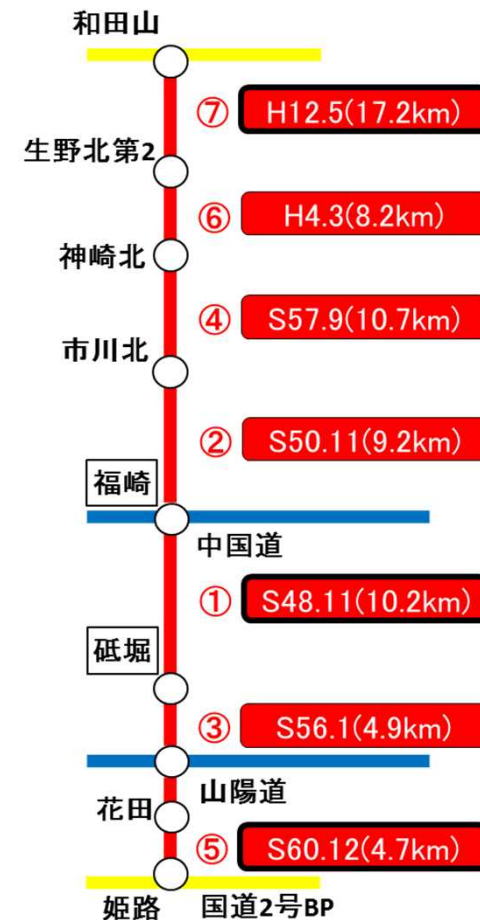 和田山
⑦ H12.5(17.2km)
生野北第2
⑥ H4.3(8.2km)
神崎北
④ S57.9(10.7km)
市川北
② S50.11(9.2km)
福崎
中国道
① S48.11(10.2km)
砥堀
③ S56.1(4.9km)
山陽道
花田
⑤ S60.12(4.7km)
姫路 国道2号BP